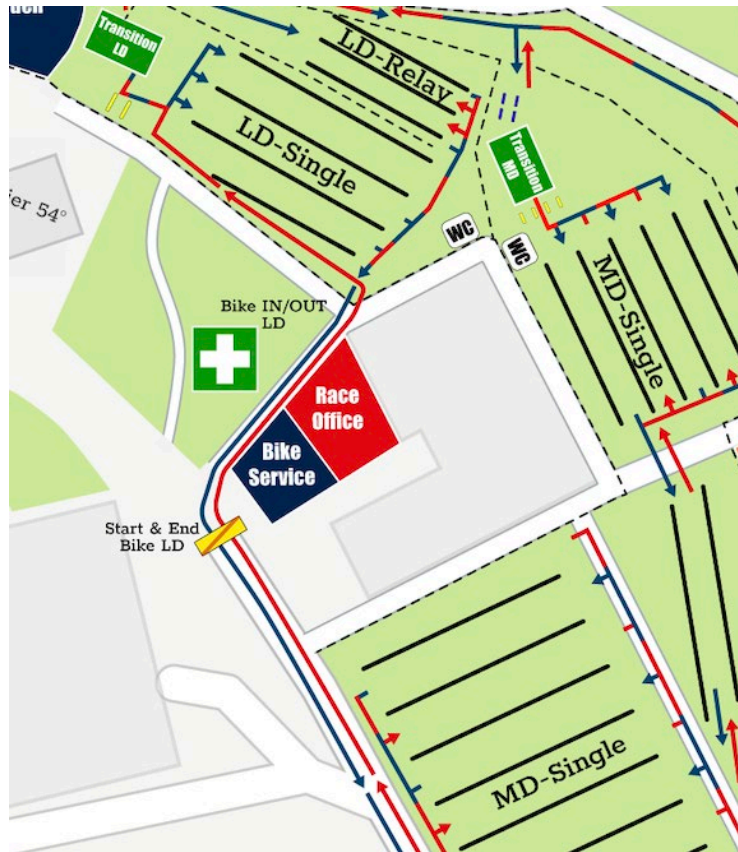 Transition
LD
LD-Relay
LD-Single
Transition
MD
WC
WC
MD-Single
54°
Bike IN/OUT
LD
Race
Office
Bike
Service
Start & End
Bike LD
MD-Single